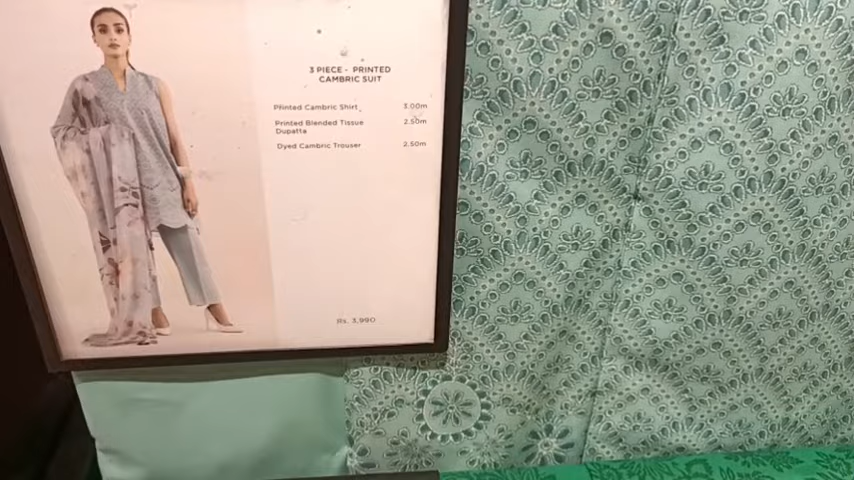 3 PIECE - PRINTED
CAMBRIC SUIT
Printed Cambric Shirt 3.00m
Printed Blended Tissue 2.50m
Dupatta
Dyed Cambric Trouser 2.50m
Rs. 3,990